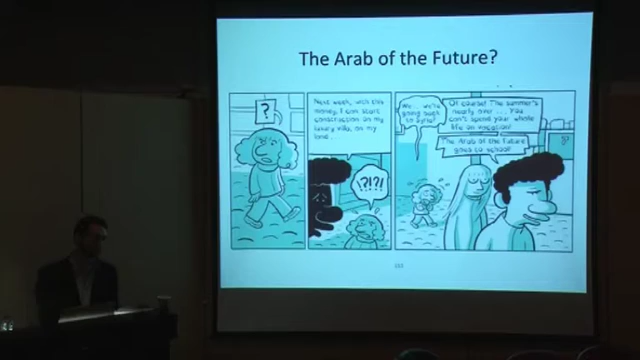 The Arab of the Future?
?
Next week, with this
money, I can start
construction on my
luxury villa, on my
land...
!?!?!
We... we're
going back
to Syria?
Of course! The summer's
nearly over.... You
can't spend your whole
life on vacation!
The Arab of the Future
goes to school!